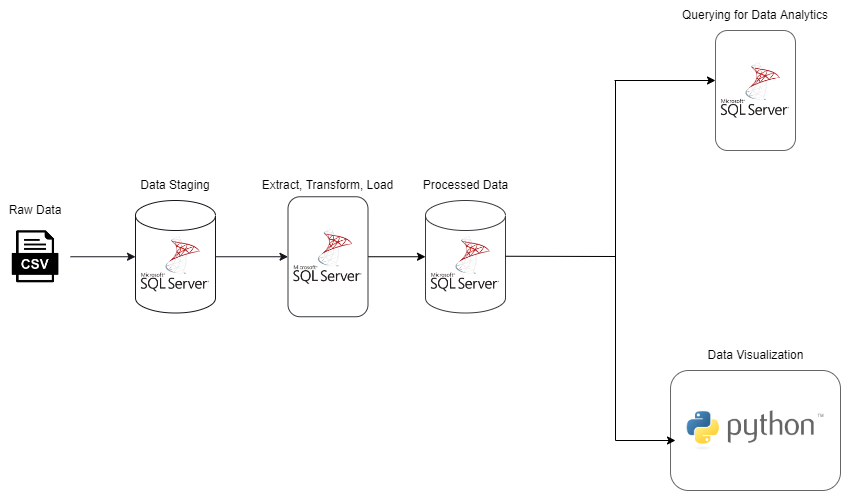 Querying for Data Analytics
Microsoft®
SQL Server®
Data Staging
Extract, Transform, Load
Processed Data
Raw Data
CSV
Microsoft®
SQL Server®
Microsoft®
SQL Server®
Microsoft®
SQL Server®
Data Visualization
python™